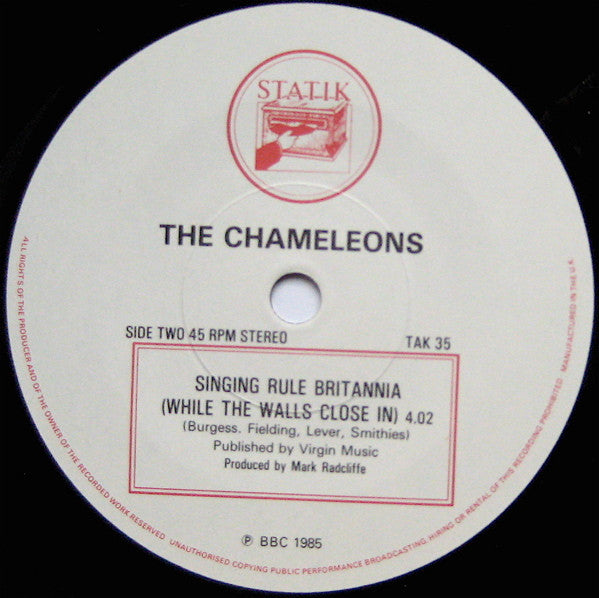 STATIK
THE CHAMELEONS
SIDE TWO 45 RPM STEREO
TAK 35
SINGING RULE BRITANNIA
(WHILE THE WALLS CLOSE IN) 4.02
(Burgess. Fielding, Lever, Smithies)
Published by Virgin Music
Produced by Mark Radcliffe
℗ BBC 1985
ALL RIGHTS OF THE PRODUCER AND OF THE OWNER OF THE RECORDED WORK RESERVED. UNAUTHORISED COPYING PUBLIC PERFORMANCE BROADCASTING, HIRING OR RENTAL OF THIS RECORDING PROHIBITED. MANUFACTURED IN THE U.K.